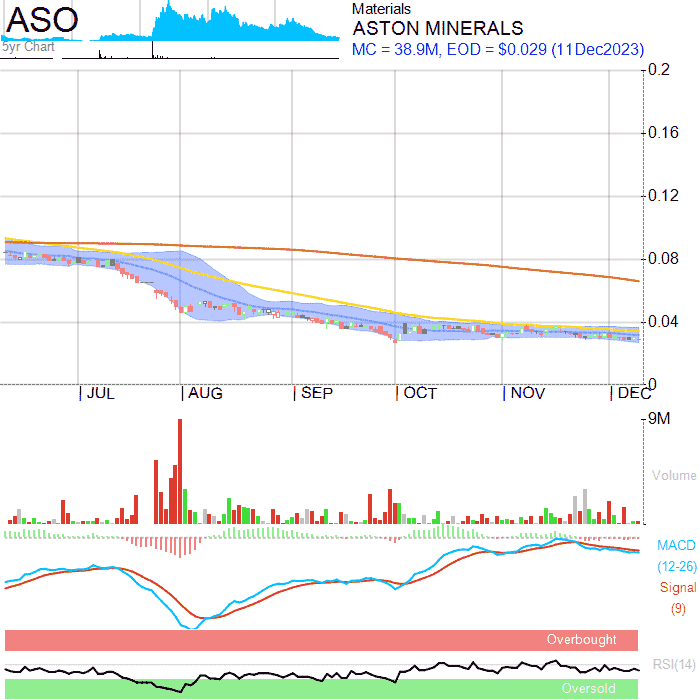 ASO
5yr Chart
Materials
ASTON MINERALS
MC = 38.9M, EOD = $0.029 (11Dec2023)
0.2
0.16
0.12
0.08
0.04
0
JUL AUG SEP OCT NOV DEC
9M
Volume
MACD
(12-26)
Signal
(9)
Overbought
RSI(14)
Oversold